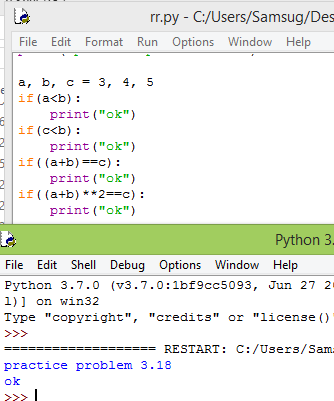 rr.py - C:/Users/Samsug/Des
File Edit Format Run Options Window Help
a, b, c = 3, 4, 5
if(a<b):
    print("ok")
if(c<b):
    print("ok")
if((a+b)==c):
    print("ok")
if((a+b)**2==c):
    print("ok")
Python 3.
File Edit Shell Debug Options Window Help
Python 3.7.0 (v3.7.0:1bf9cc5093, Jun 27 20
l)] on win32
Type "copyright", "credits" or "license()'
>>>
=================== RESTART: C:/Users/Sams
practice problem 3.18
ok
>>>